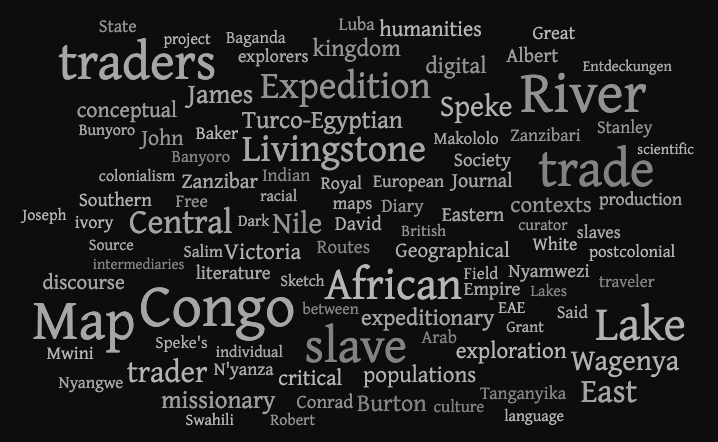 State Luba humanities Great
project Baganda
traders explorers kingdom digital Albert Entdeckungen
conceptual James Expedition Speke River
Bunyoro John Baker Turco-Egyptian Makololo Zanzibari Stanley
Banyoro Livingstone Society trade scientific
colonialism Zanzibar Indian Royal European Journal
Southern Free racial maps Diary Eastern contexts production
Joseph ivory Central Dark Nile David British curator slaves
Source Salim Victoria Routes Geographical White postcolonial
intermediaries
discourse literature Sketch African Field Nyamwezi traveler
Empire Lakes
Map Congo between expeditionary EAE Said Lake
Grant
Mwini Speke's individual slave Arab exploration Wagenya
Nyangwe trader N'yanza critical populations East
missionary Conrad Burton culture Tanganyika
Swahili Robert language